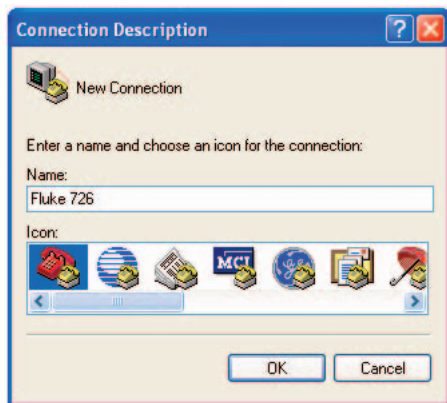 Connection Description
New Connection
Enter a name and choose an icon for the connection:
Name:
Fluke 726
Icon:
MCI
OK
Cancel